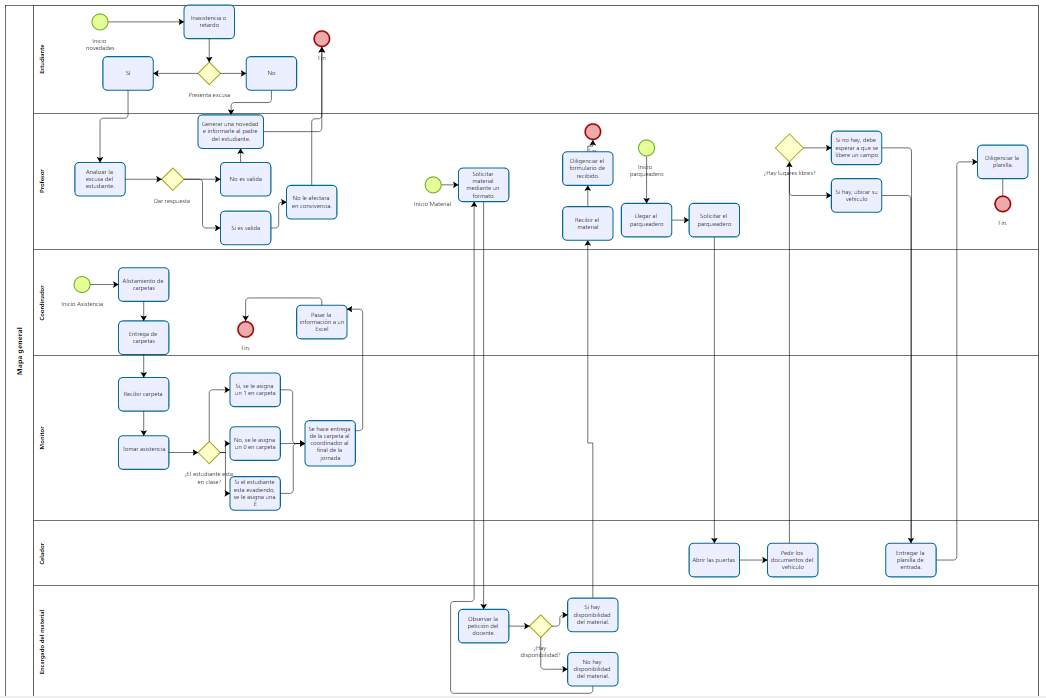 Mapa general
Estudiante
Inicio
novedades
Inasistencia o
retardo
Si
Presenta excusa
No
Fin
Profesor
Generar una novedad
e informarle al padre
del estudiante.
Analizar la
excusa del
estudiante.
Dar respuesta
No es valida
Si es valida
No le afectara
en convivencia.
Inicio Material
Solicitar
material
mediante un
formato.
Diligenciar el
formulario de
recibido.
Recibir el
material
Inicio
parqueadero
Llegar al
parqueadero
Solicitar el
parqueadero
¿Hay lugares libres?
Si no hay, debe
esperar a que se
libere un campo
Si hay, ubicar su
vehiculo
Diligenciar la
planilla.
Fin.
Coordinador
Inicio Asistencia
Alistamiento de
carpetas
Entrega de
carpetas
Fin.
Pasar la
información a un
Excel
Monitor
Recibir carpeta
Tomar asistencia
¿El estudiante esta
en clase?
Si, se le asigna
un 1 en carpeta
No, se le asigna
un 0 en carpeta
Si el estudiante
esta evadiendo,
se le asigna una
E
Se hace entrega
de la carpeta al
coordinador al
final de la
jornada
Celador
Abrir las puertas
Pedir los
documentos del
vehiculo
Entregar la
planilla de
entrada.
Encargado del material
Observar la
petición del
docente.
¿Hay
disponibilidad?
Si hay
disponibilidad
del material.
No hay
disponibilidad
del material.